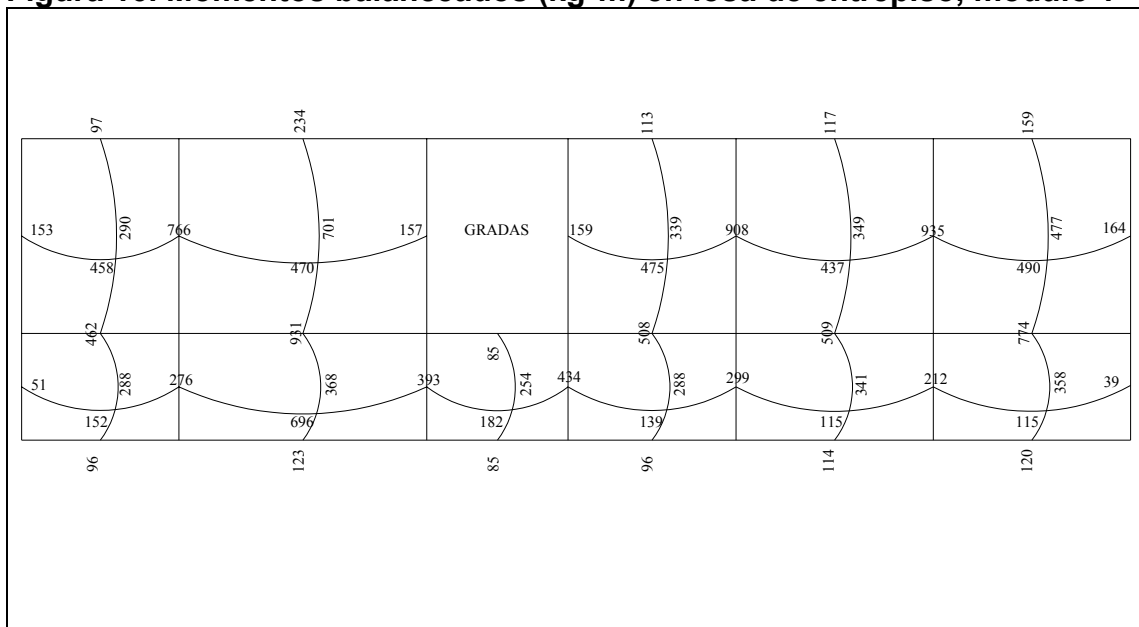 Figura 10. Momentos balanceados (kg-m) en losa de entrepiso, módulo 1
97 234 113 117 159
153 290 766 701 157 GRADAS 159 339 908 349 935 477 164
458 470 475 437 490
462 931 508 509 774
85
51 288 276 368 393 254 434 288 299 341 212 358 39
152 696 182 139 115 115
96 123 85 96 114 120